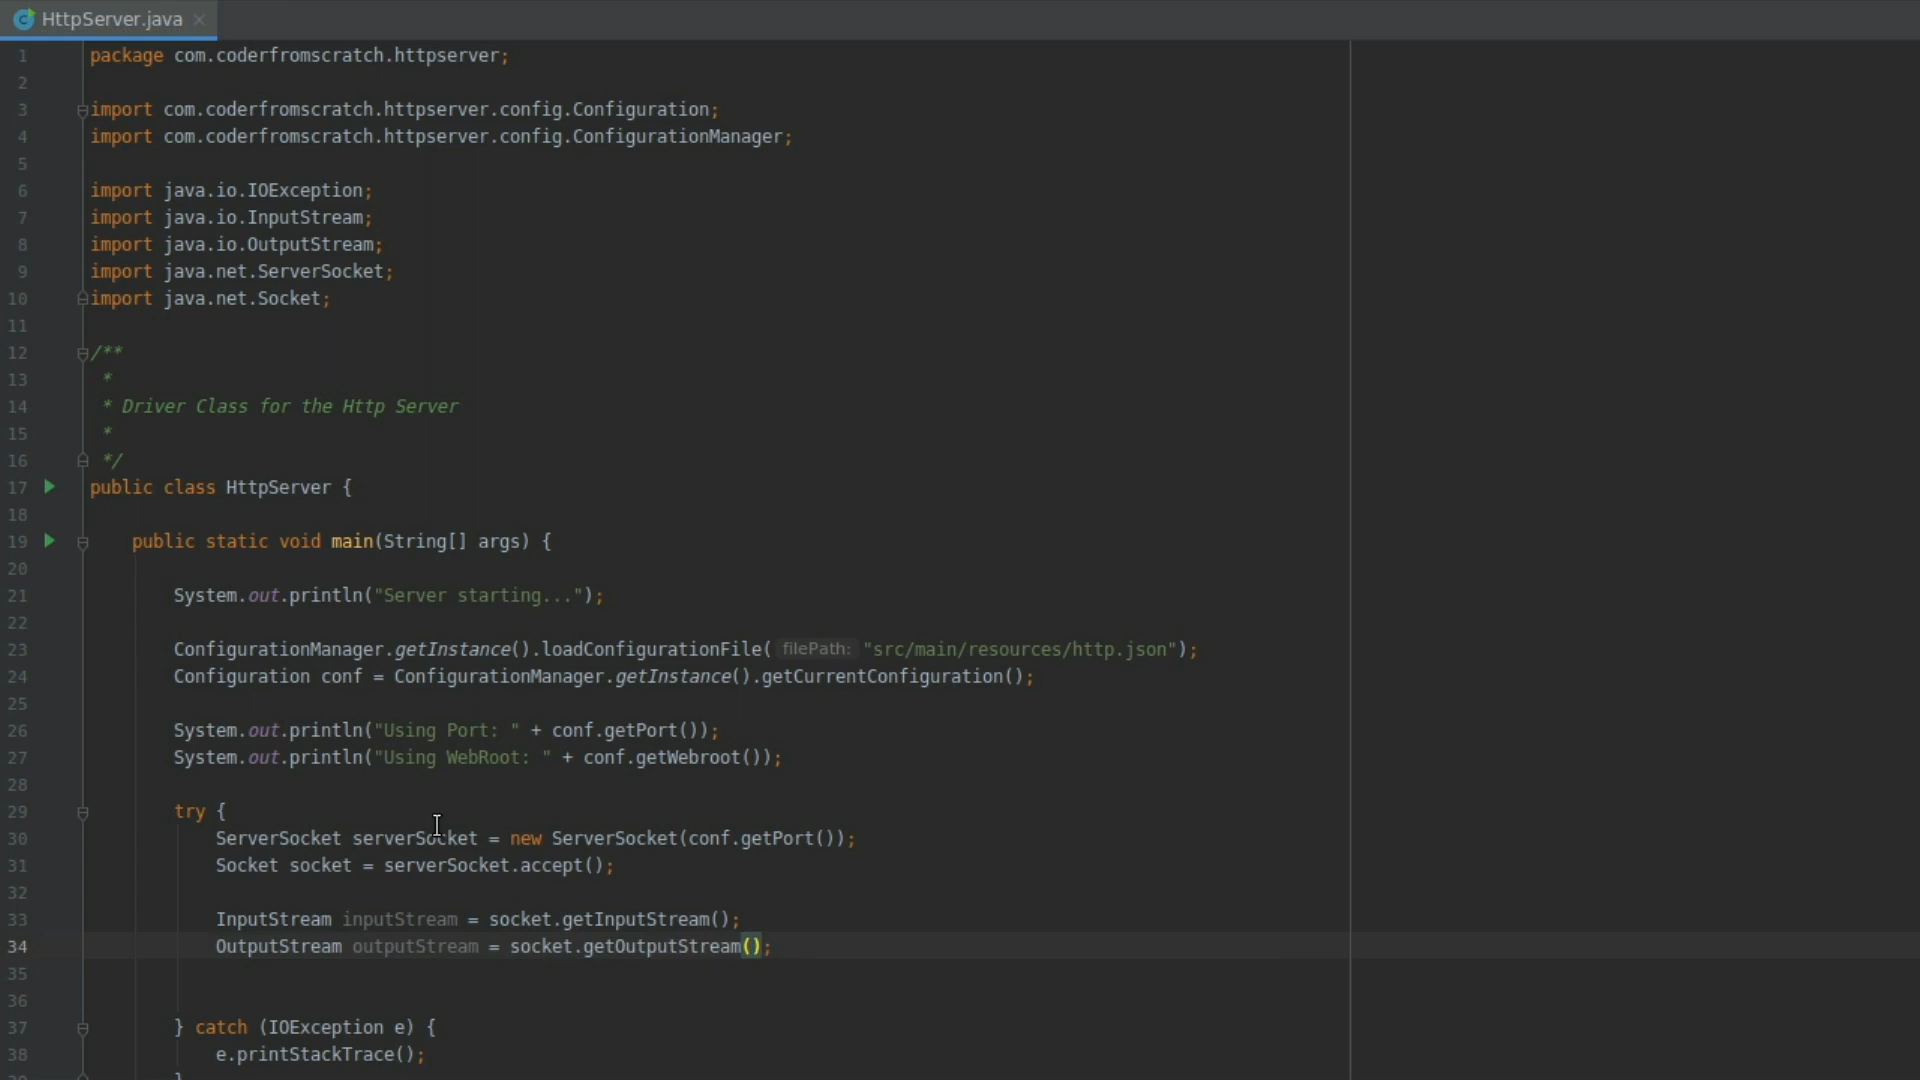 HttpServer.java
1 package com.coderfromscratch.httpserver;
2
3 import com.coderfromscratch.httpserver.config.Configuration;
4 import com.coderfromscratch.httpserver.config.ConfigurationManager;
5
6 import java.io.IOException;
7 import java.io.InputStream;
8 import java.io.OutputStream;
9 import java.net.ServerSocket;
10 import java.net.Socket;
11
12 /**
13 *
14 * Driver Class for the Http Server
15 *
16 */
17 public class HttpServer {
18
19 public static void main(String[] args) {
20
21 System.out.println("Server starting...");
22
23 ConfigurationManager.getInstance().loadConfigurationFile( filePath: "src/main/resources/http.json");
24 Configuration conf = ConfigurationManager.getInstance().getCurrentConfiguration();
25
26 System.out.println("Using Port: " + conf.getPort());
27 System.out.println("Using WebRoot: " + conf.getWebroot());
28
29 try {
30 ServerSocket serverSocket = new ServerSocket(conf.getPort());
31 Socket socket = serverSocket.accept();
32
33 InputStream inputStream = socket.getInputStream();
34 OutputStream outputStream = socket.getOutputStream();
35
36
37 } catch (IOException e) {
38 e.printStackTrace();